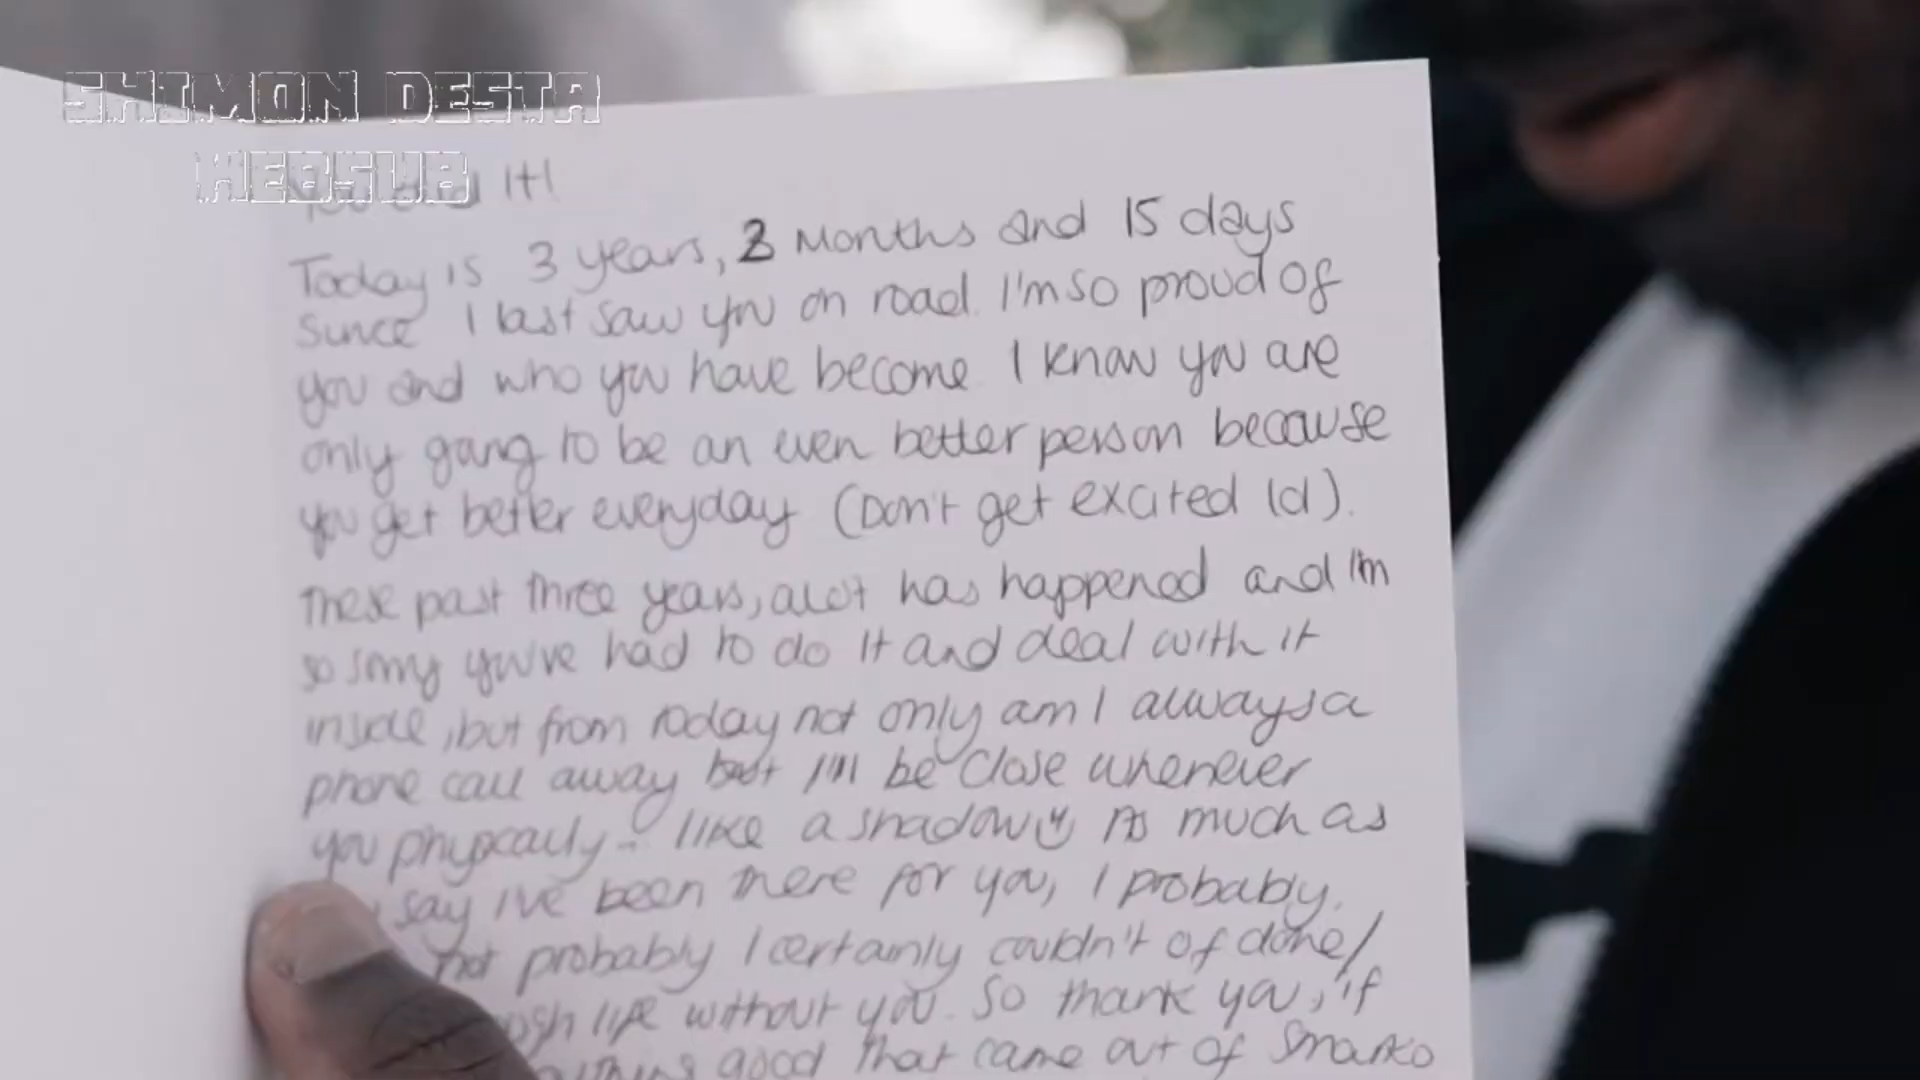 SHIMON DESTA
WEBSUB
It!
Today is 3 years, 2 Months and 15 days
since I last saw you on road. I'm so proud of
you and who you have become. I know you are
only going to be an even better person because
you get better everyday (Don't get excited lol).
These past three years, alot has happened and I'm
so sorry you've had to do it and deal with it
inside, but from today not only am I always a
phone call away but I'll be close whenever
you physically - like a shadow As much as
say I've been there for you, I probably.
not probably I certainly couldn't of done/
life without you. So thank you, if
good that came out of Smarko